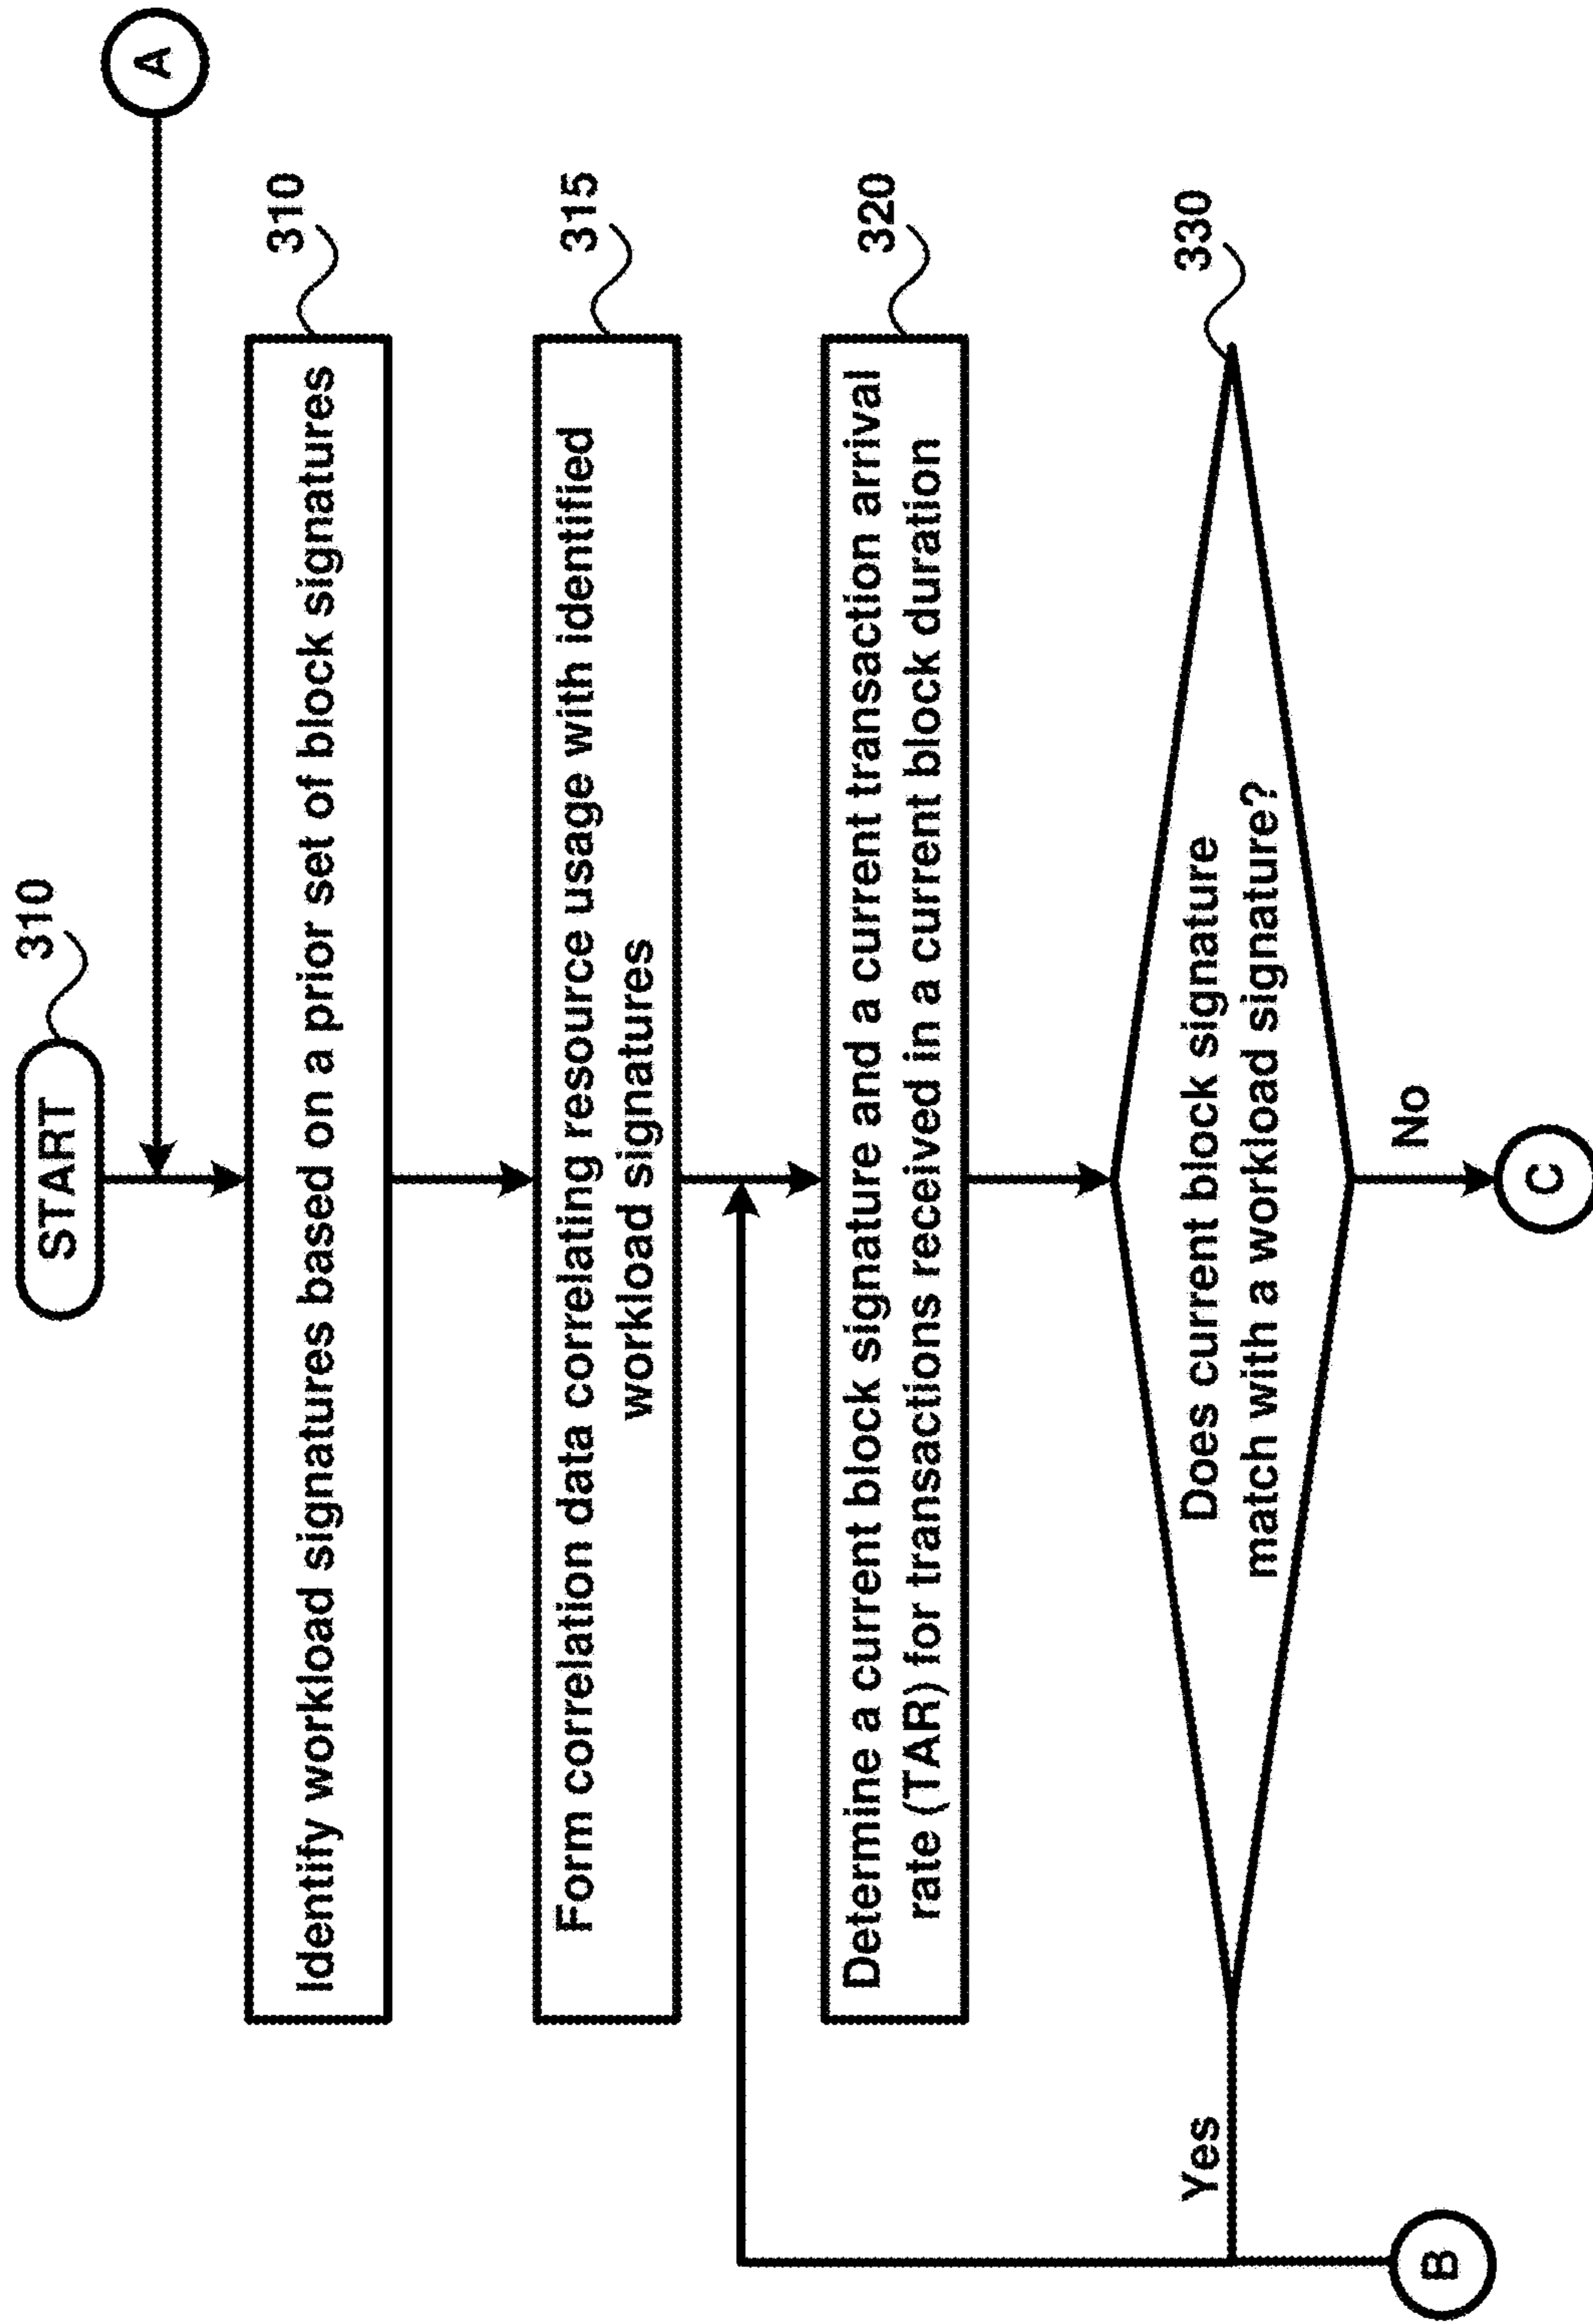 START
310
A
310
Identify workload signatures based on a prior set of block signatures
315
Form correlation data correlating resource usage with identified
workload signatures
320
Determine a current block signature and a current transaction arrival
rate (TAR) for transactions received in a current block duration
330
Does current block signature
match with a workload signature?
Yes
No
B
C